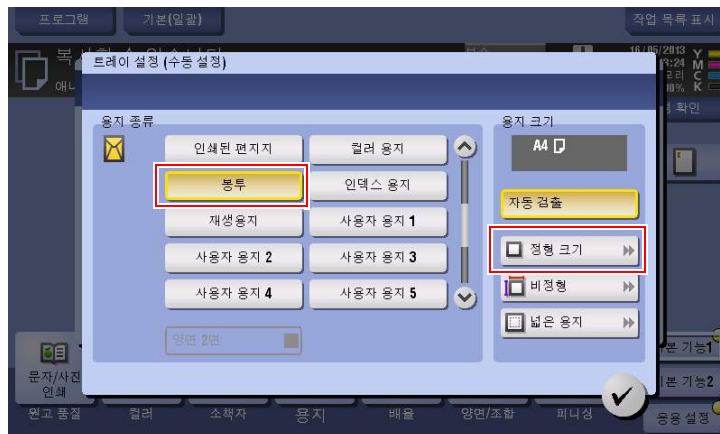 프로그램
기본(일괄)
작업 목록 표시
트레이 설정 (수동 설정)
용지 종류
인쇄된 편지지
컬러 용지
봉투
인덱스 용지
재생용지
사용자 용지 1
사용자 용지 2
사용자 용지 3
사용자 용지 4
사용자 용지 5
양면 2면
용지 크기
A4
자동 검출
정형 크기
비정형
넓은 용지
16/05/2013
Y
M
C
K
확인
문자/사진
인쇄
본 기능1
본 기능2
원고 품질
컬러
소책자
용지
배율
양면/조합
피니싱
응용 설정